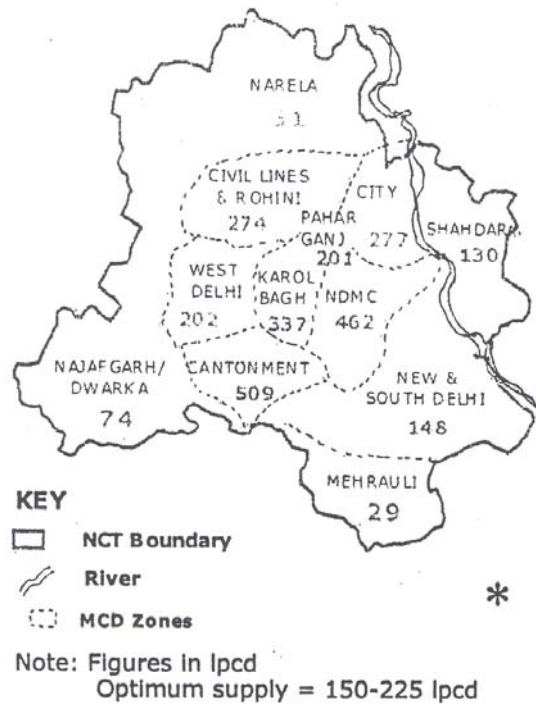 NARELA
31
CIVIL LINES
& ROHINI
274
CITY
277
PAHAR
GANJ
201
SHAHDARA
130
WEST
DELHI
202
KAROL
BAGH
337
NDMC
462
CANTONMENT
509
NAJAFGARH/
DWARKA
74
NEW &
SOUTH DELHI
148
MEHRAULI
29
KEY
NCT Boundary
River
MCD Zones
*
Note: Figures in lpcd
Optimum supply = 150-225 lpcd